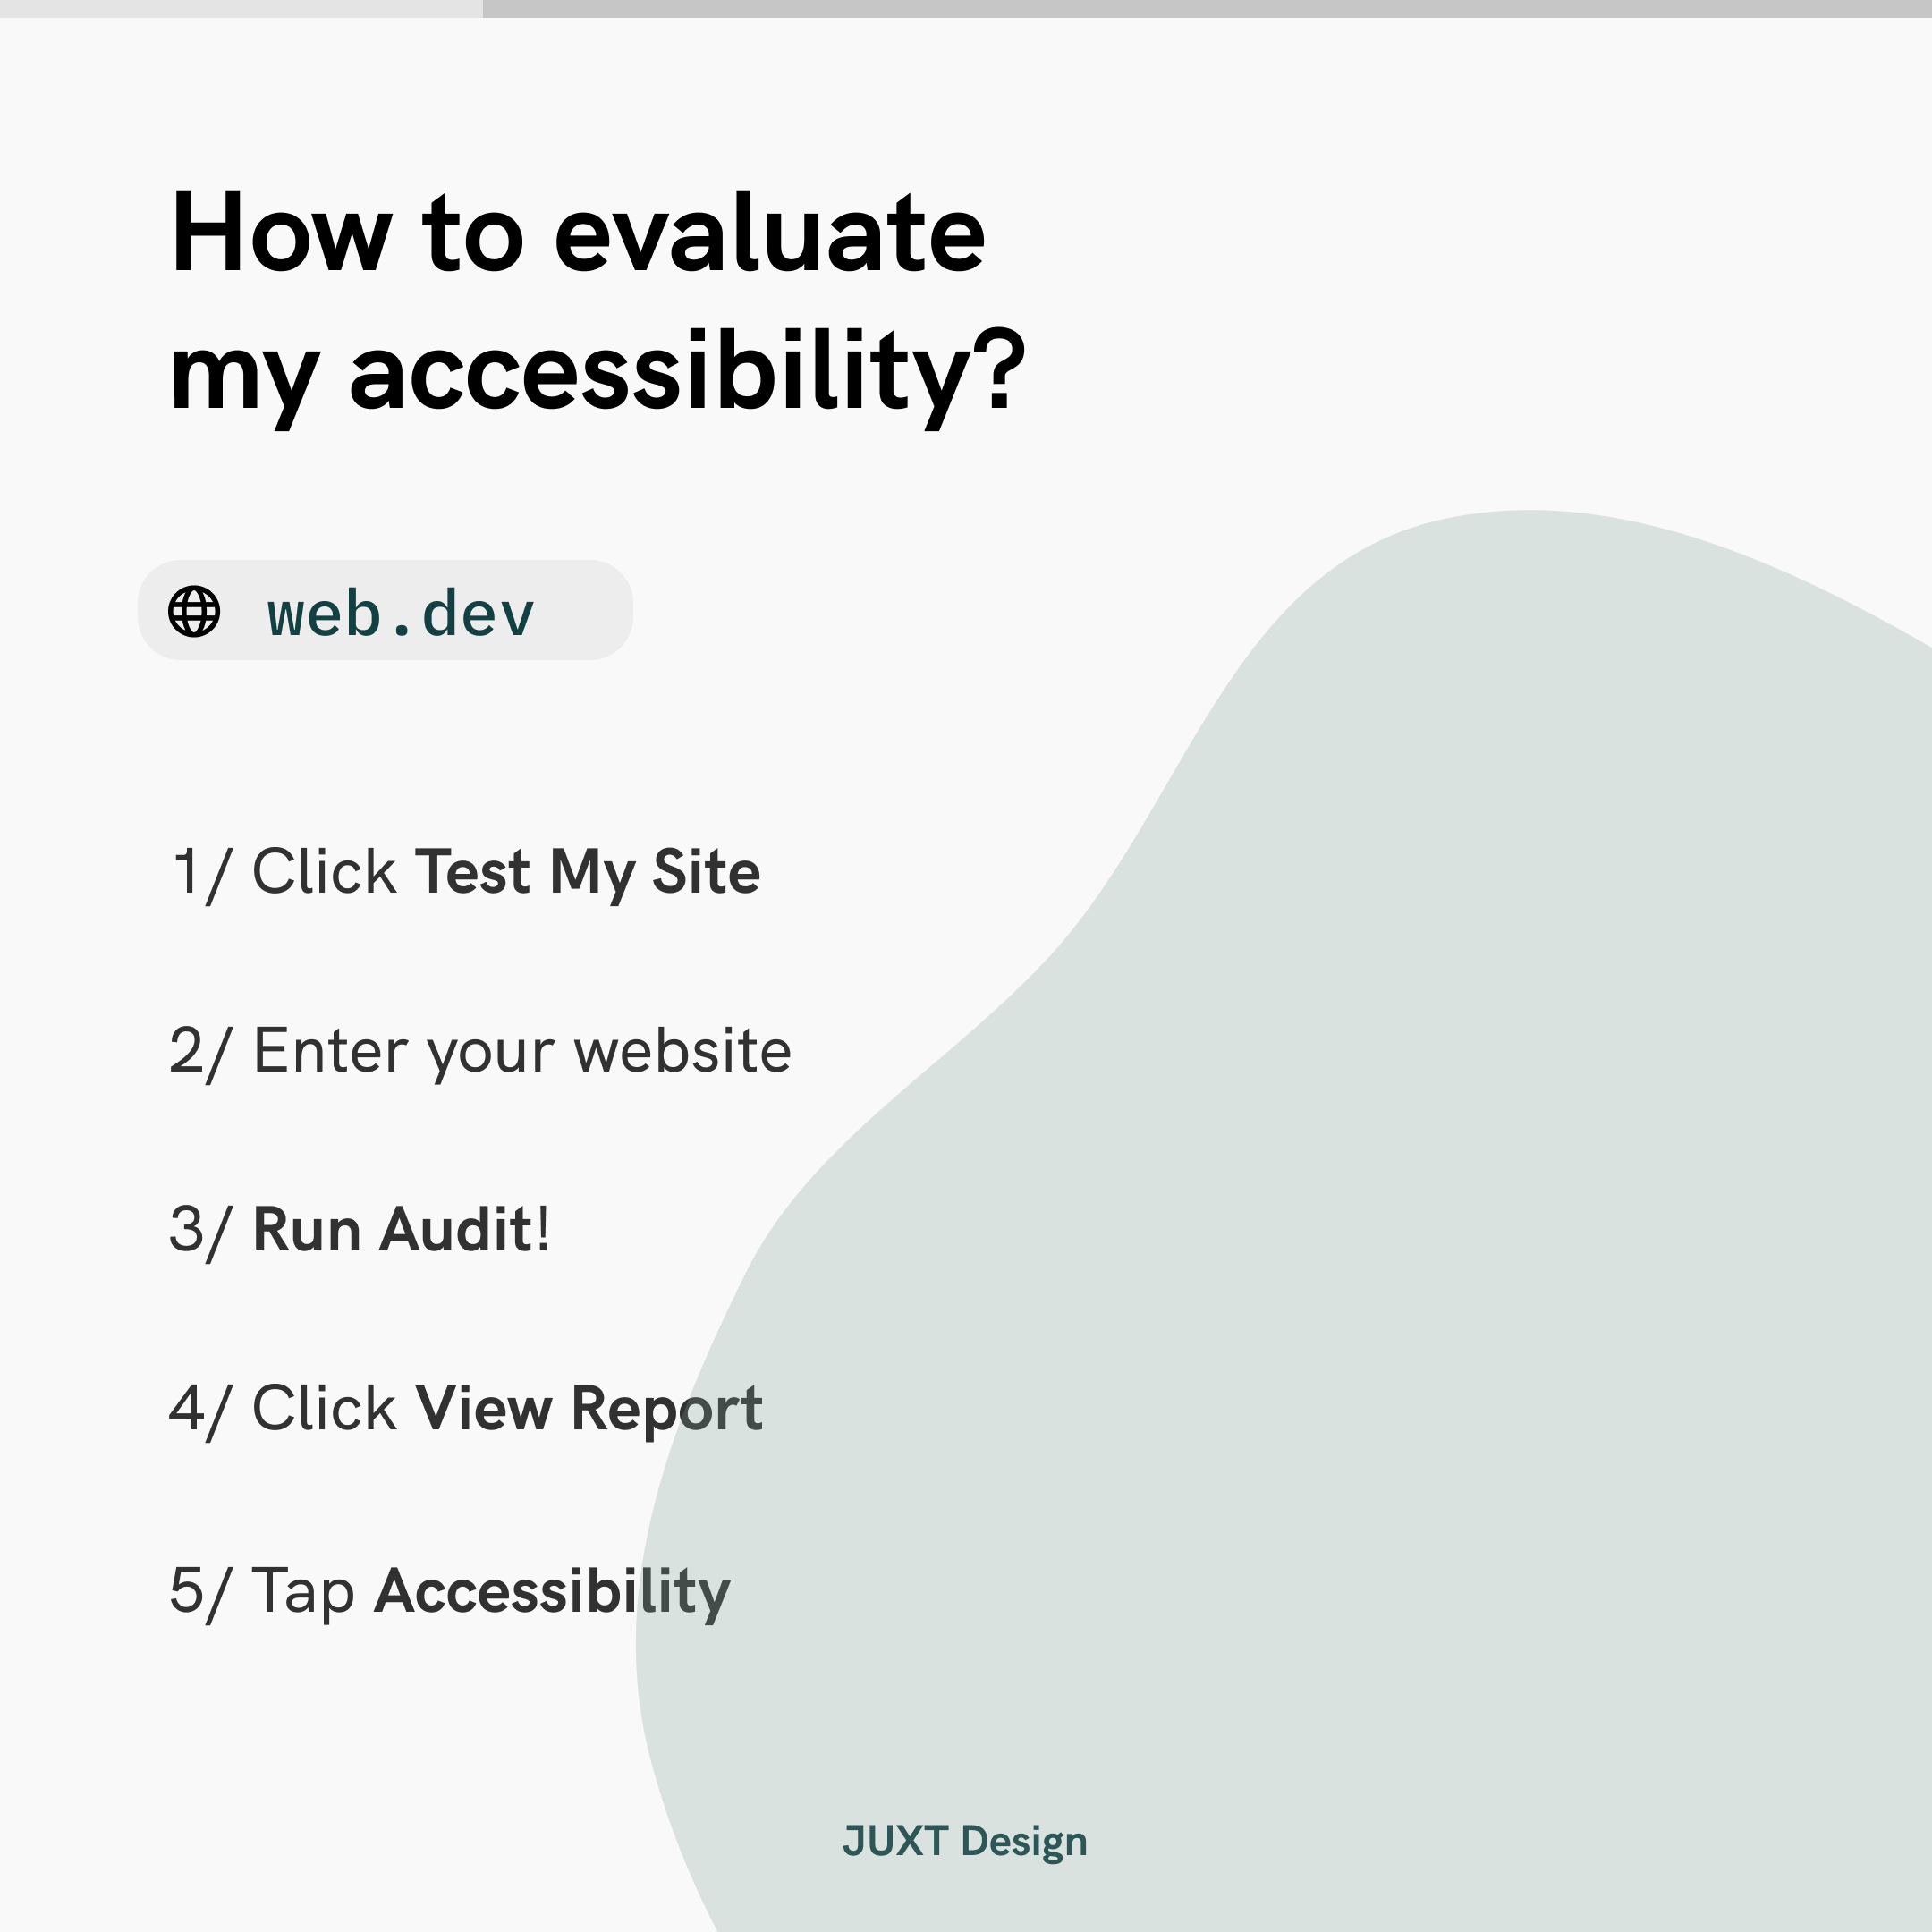 How to evaluate
my accessibility?
web.dev
1/ Click Test My Site
2/ Enter your website
3/ Run Audit!
4/ Click View Report
5/ Tap Accessibility
JUXT Design